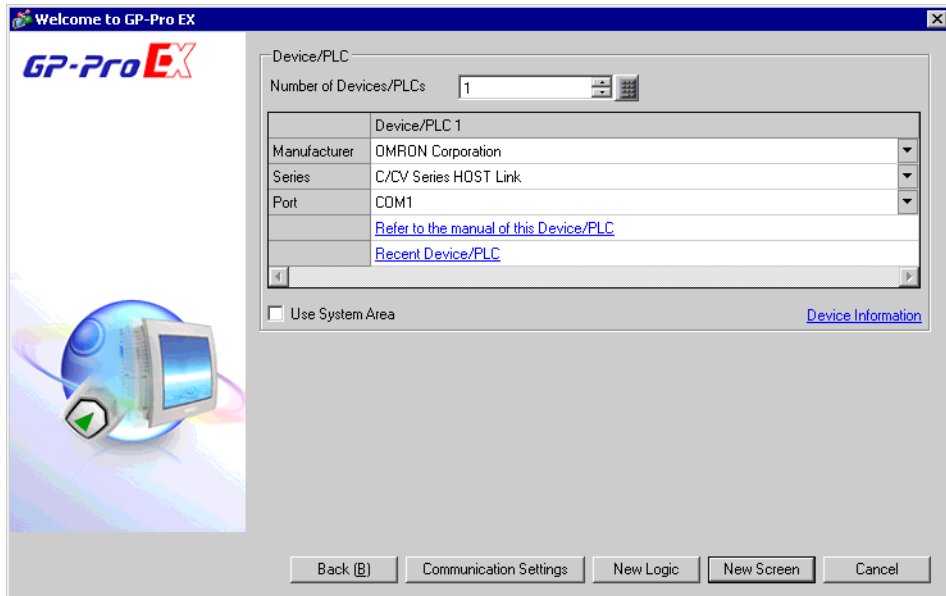 Welcome to GP-Pro EX
GP-Pro EX
Device/PLC
Number of Devices/PLCs 1
Device/PLC 1
Manufacturer OMRON Corporation
Series C/CV Series HOST Link
Port COM1
Refer to the manual of this Device/PLC
Recent Device/PLC
Use System Area Device Information
Back (B) Communication Settings New Logic New Screen Cancel